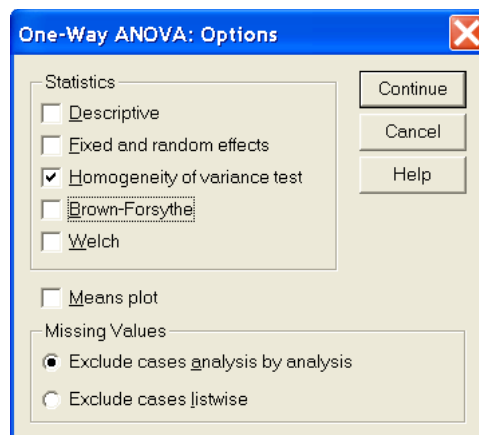 One-Way ANOVA: Options
Statistics
Descriptive
Fixed and random effects
Homogeneity of variance test
Brown-Forsythe
Welch
Continue
Cancel
Help
Means plot
Missing Values
Exclude cases analysis by analysis
Exclude cases listwise